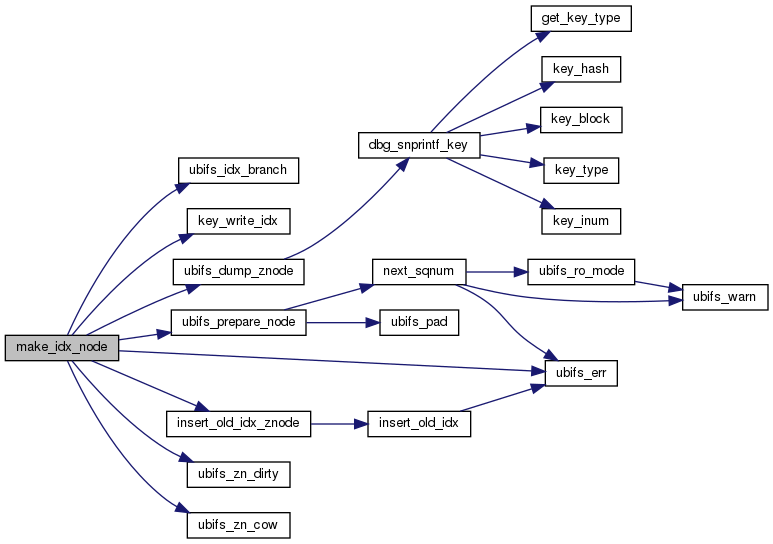 get_key_type
key_hash
key_block
dbg_snprintf_key
key_type
ubifs_idx_branch
key_write_idx
key_inum
ubifs_dump_znode
next_sqnum
ubifs_ro_mode
ubifs_warn
ubifs_prepare_node
ubifs_pad
make_idx_node
ubifs_err
insert_old_idx_znode
insert_old_idx
ubifs_zn_dirty
ubifs_zn_cow